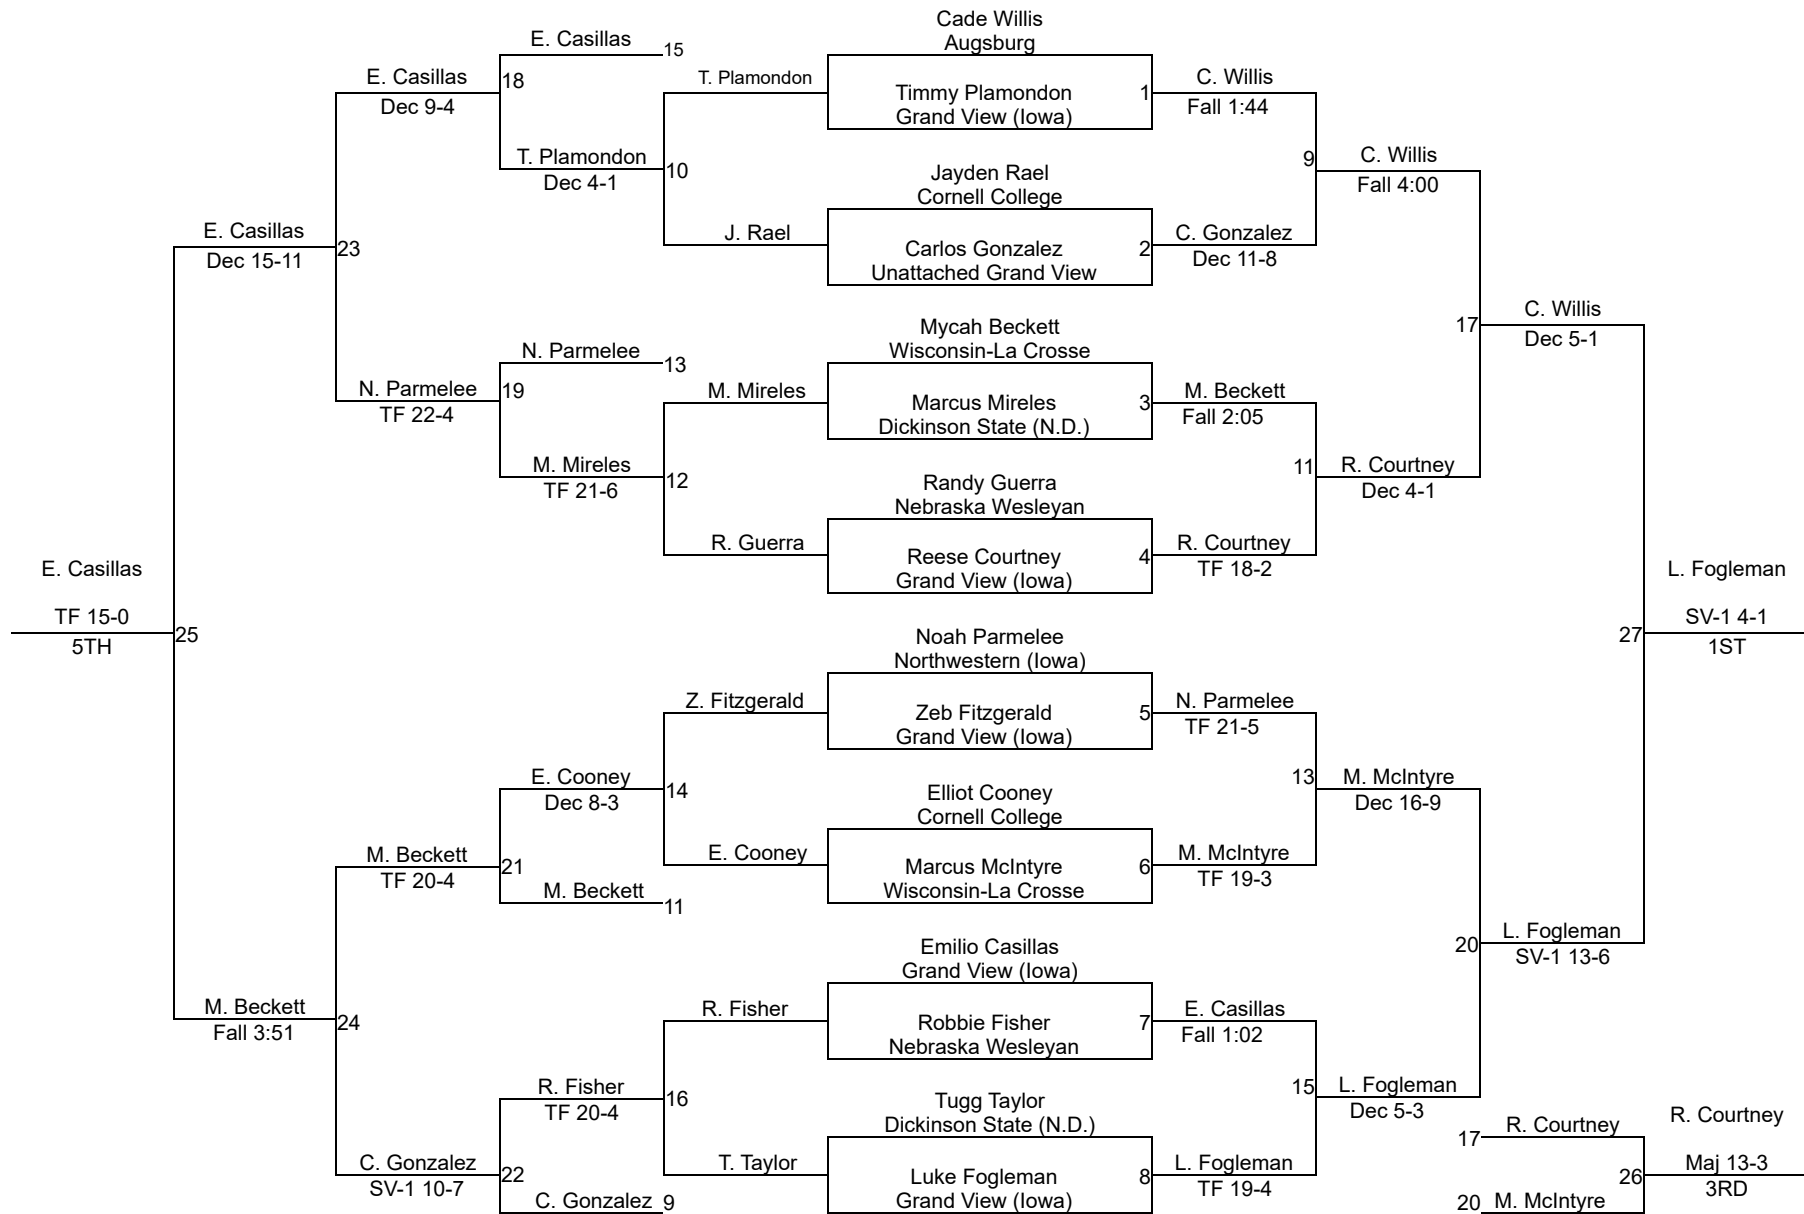 Cade Willis
Augsburg
E. Casillas
15
E. Casillas
18
T. Plamondon
C. Willis
Dec 9-4
Timmy Plamondon
1
Fall 1:44
Grand View (Iowa)
T. Plamondon
9
C. Willis
Dec 4-1
10
Jayden Rael
Fall 4:00
Cornell College
E. Casillas
J. Rael
C. Gonzalez
23
Carlos Gonzalez
2
Dec 15-11
Dec 11-8
Unattached Grand View
C. Willis
Mycah Beckett
17
N. Parmelee
Wisconsin-La Crosse
Dec 5-1
13
N. Parmelee
19
M. Mireles
M. Beckett
TF 22-4
Marcus Mireles
3
Fall 2:05
Dickinson State (N.D.)
M. Mireles
11
R. Courtney
TF 21-6
12
Randy Guerra
Dec 4-1
Nebraska Wesleyan
R. Guerra
R. Courtney
Reese Courtney
4
E. Casillas
TF 18-2
L. Fogleman
Grand View (Iowa)
TF 15-0
SV-1 4-1
25
Noah Parmelee
27
5TH
1ST
Northwestern (Iowa)
Z. Fitzgerald
N. Parmelee
Zeb Fitzgerald
5
TF 21-5
Grand View (Iowa)
E. Cooney
13
M. McIntyre
14
Dec 8-3
Elliot Cooney
Dec 16-9
Cornell College
M. Beckett
E. Cooney
M. McIntyre
21
Marcus McIntyre
6
TF 20-4
TF 19-3
M. Beckett
Wisconsin-La Crosse
11
Emilio Casillas
20
L. Fogleman
Grand View (Iowa)
SV-1 13-6
M. Beckett
R. Fisher
E. Casillas
24
Robbie Fisher
7
Fall 3:51
Fall 1:02
Nebraska Wesleyan
R. Fisher
15
L. Fogleman
16
TF 20-4
Tugg Taylor
Dec 5-3
Dickinson State (N.D.)
R. Courtney
R. Courtney
17
C. Gonzalez
T. Taylor
L. Fogleman
Maj 13-3
22
Luke Fogleman
8
26
SV-1 10-7
TF 19-4
3RD
C. Gonzalez
9
Grand View (Iowa)
20
M. McIntyre